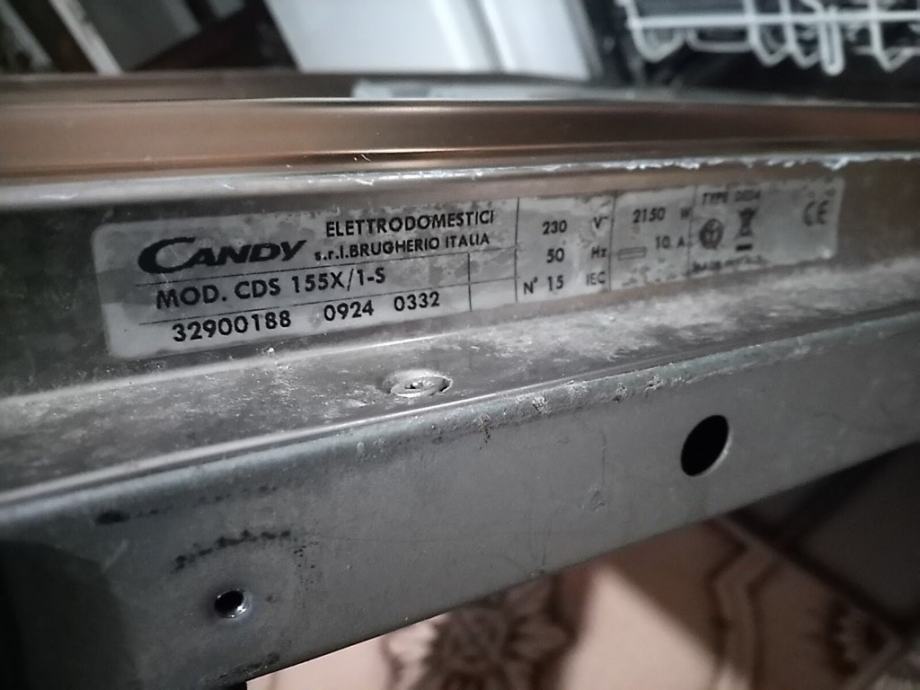 CANDY ELETTRODOMESTICI
s.r.l. BRUGHERIO ITALIA
MOD. CDS 155X/1-S
32900188 0924 0332
230 V~
50 Hz
N° 15 IEC
2150 W
10 A
TYPE
CE